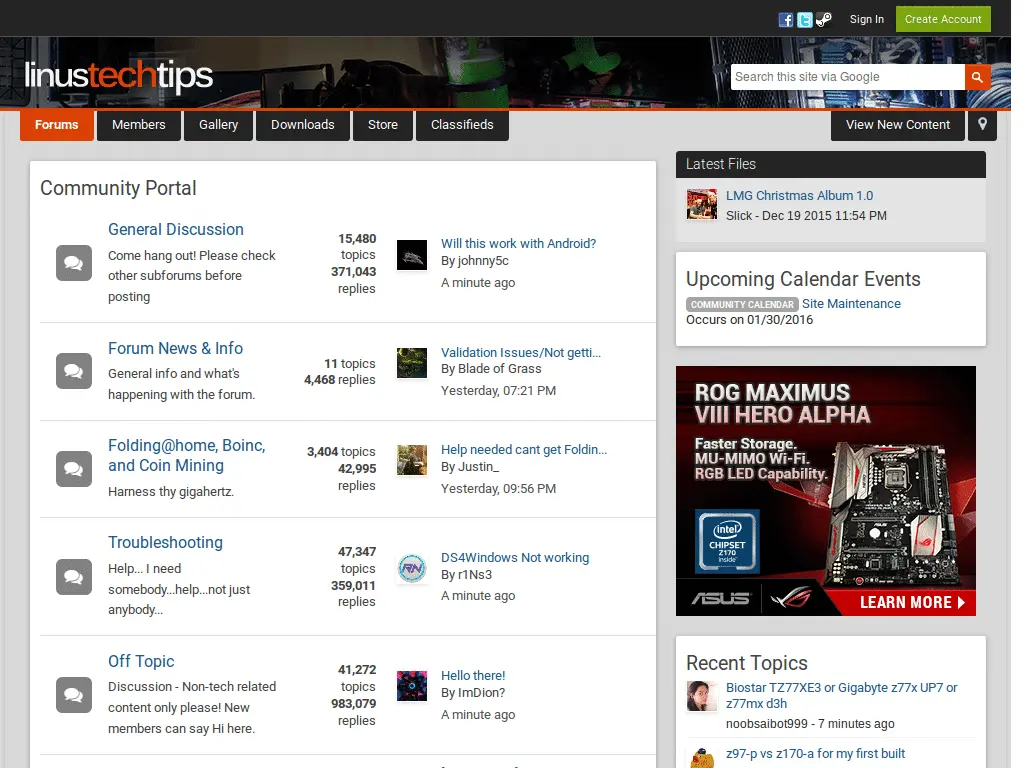 Sign In
Create Account
linustechtips
Search this site via Google
Forums
Members
Gallery
Downloads
Store
Classifieds
View New Content
Community Portal
General Discussion
Come hang out! Please check
other subforums before
posting
15,480
topics
371,043
replies
Will this work with Android?
By johnny5c
A minute ago
Forum News & Info
General info and what's
happening with the forum.
11 topics
4,468 replies
Validation Issues/Not getti...
By Blade of Grass
Yesterday, 07:21 PM
Folding@home, Boinc,
and Coin Mining
Harness thy gigahertz.
3,404 topics
42,995
replies
Help needed cant get Foldin...
By Justin_
Yesterday, 09:56 PM
Troubleshooting
Help... I need
somebody...help...not just
anybody...
47,347
topics
359,011
replies
DS4Windows Not working
By r1Ns3
A minute ago
Off Topic
Discussion - Non-tech related
content only please! New
members can say Hi here.
41,272
topics
983,079
replies
Hello there!
By ImDion?
A minute ago
Latest Files
LMG Christmas Album 1.0
Slick - Dec 19 2015 11:54 PM
Upcoming Calendar Events
COMMUNITY CALENDAR Site Maintenance
Occurs on 01/30/2016
ROG MAXIMUS
VIII HERO ALPHA
Faster Storage.
MU-MIMO Wi-Fi.
RGB LED Capability.
intel
CHIPSET
Z170
inside
ASUS
LEARN MORE
Recent Topics
Biostar TZ77XE3 or Gigabyte z77x UP7 or
z77mx d3h
noobsaibot999 - 7 minutes ago
z97-p vs z170-a for my first built